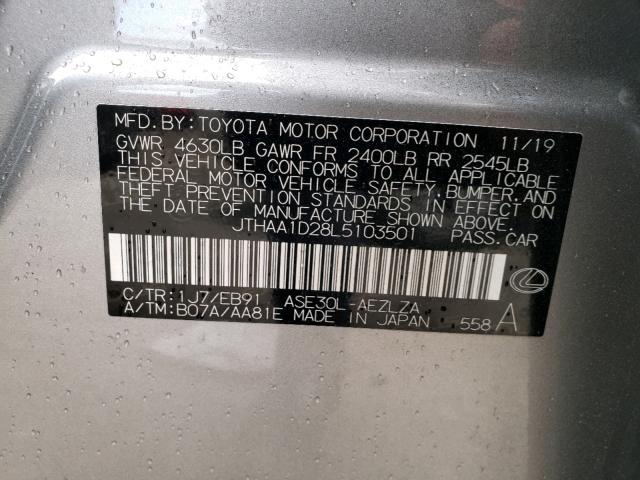 MFD. BY: TOYOTA MOTOR CORPORATION 11/19
GVWR 4630LB GAWR FR 2400LB RR 2545LB
THIS VEHICLE CONFORMS TO ALL APPLICABLE
FEDERAL MOTOR VEHICLE SAFETY, BUMPER, AND
THEFT PREVENTION STANDARDS IN EFFECT ON
THE DATE OF MANUFACTURE SHOWN ABOVE.
JTHAA1D28L5103501 PASS. CAR
C/TR: 1J7/EB91 ASE30L-AEZLZA
A/TM: B07A/AA81E MADE IN JAPAN 558 A